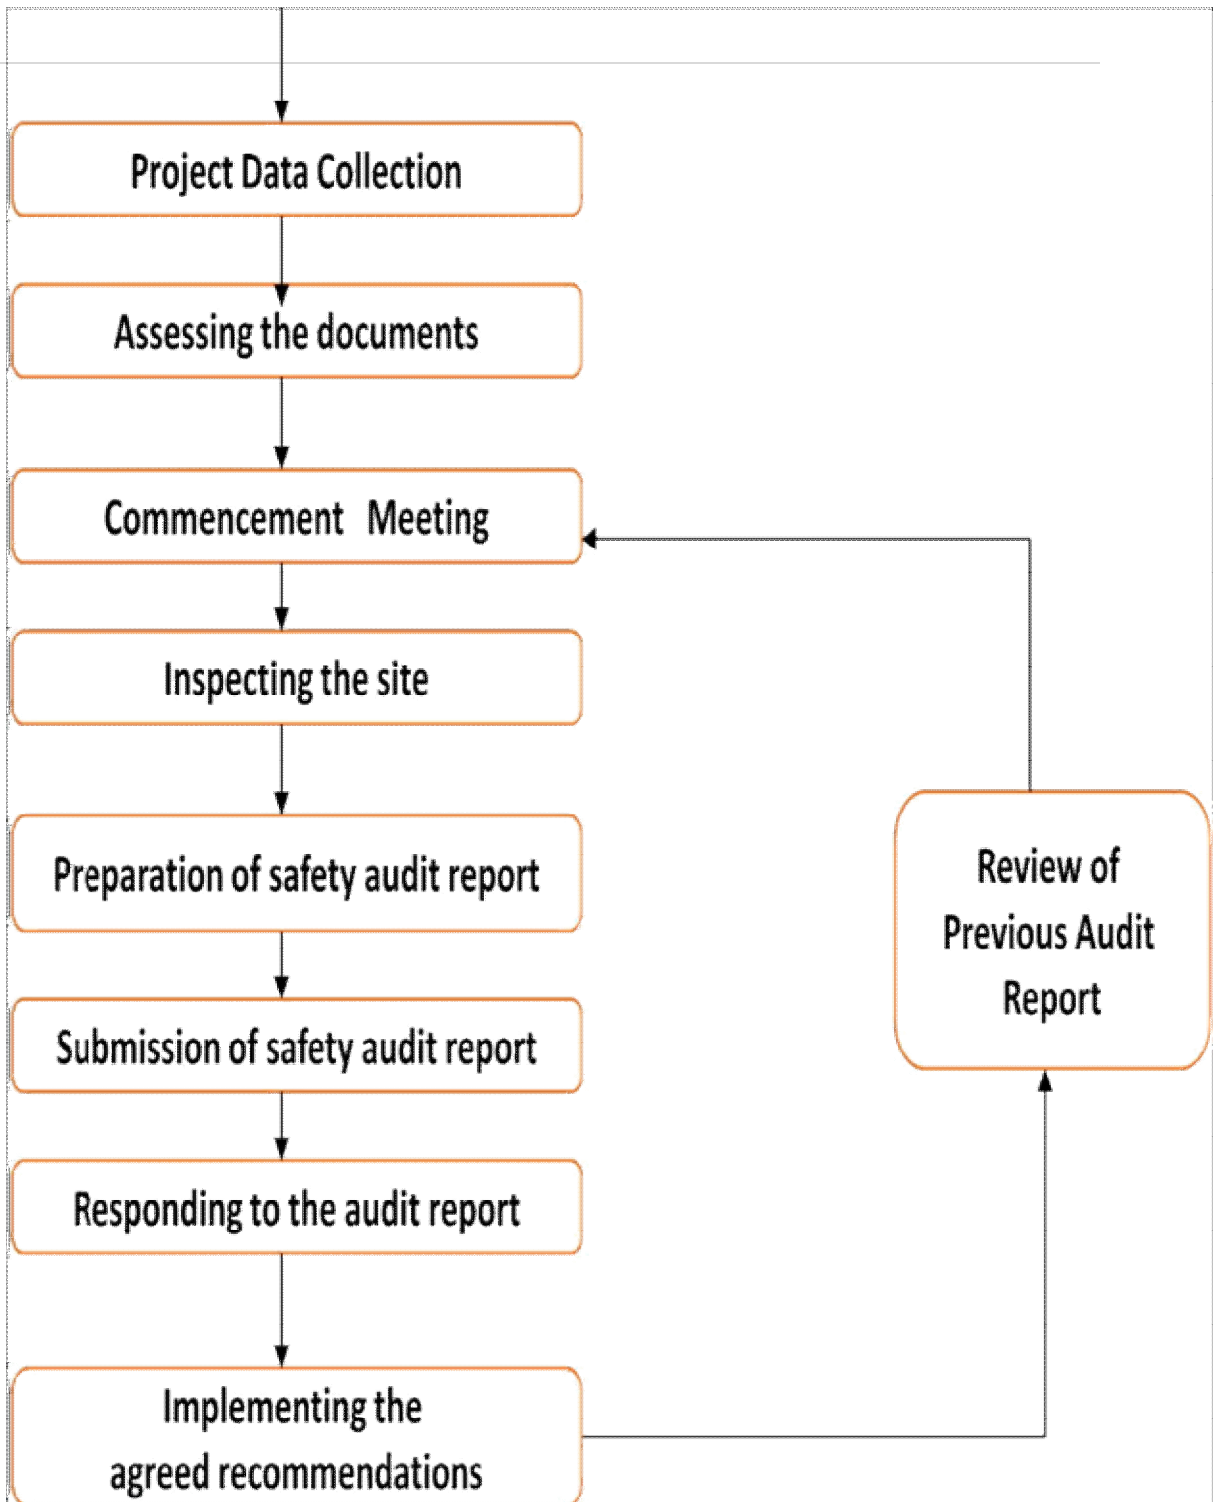 Project Data Collection
Assessing the documents
Commencement Meeting
Inspecting the site
Preparation of safety audit report
Submission of safety audit report
Responding to the audit report
Implementing the
agreed recommendations
Review of
Previous Audit
Report